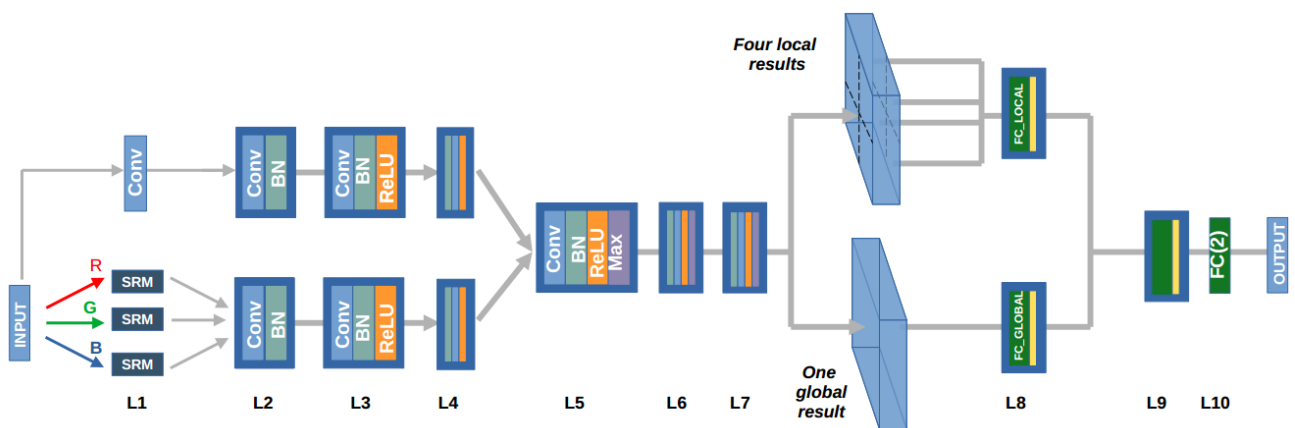 Four local
results
Conv
Conv
BN
Conv
BN
ReLU
FC_LOCAL
INPUT
R
G
B
SRM
SRM
SRM
Conv
BN
Conv
BN
ReLU
Conv
BN
ReLU
Max
One
global
result
FC_GLOBAL
FC(2)
OUTPUT
L1
L2
L3
L4
L5
L6
L7
L8
L9
L10